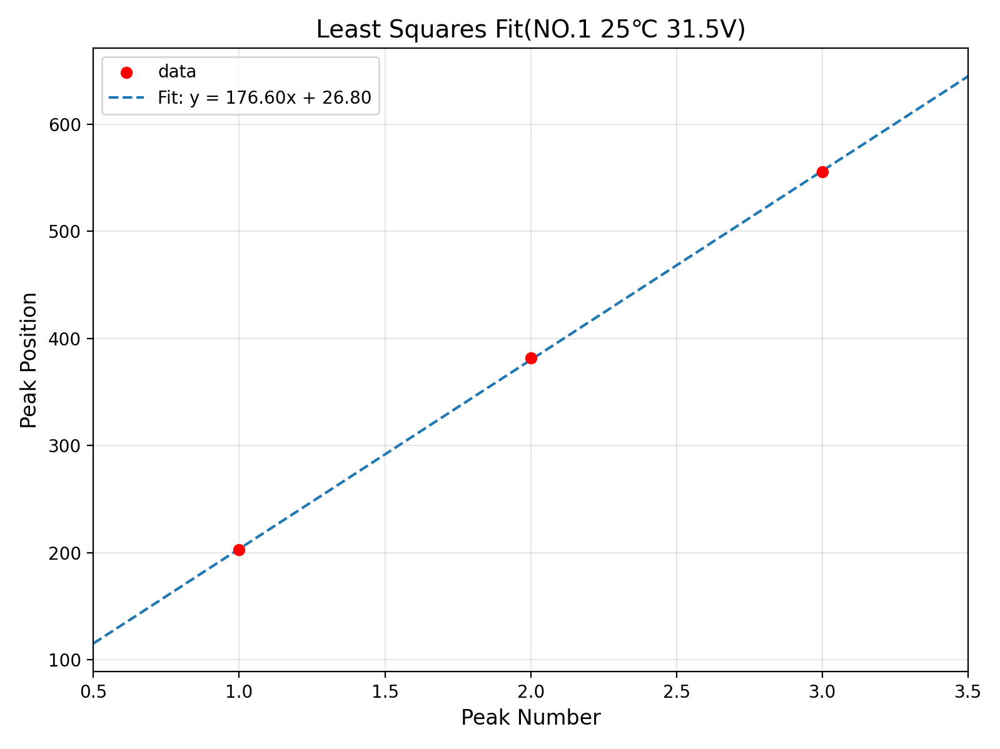 Least Squares Fit(NO.1 25℃ 31.5V)
data
Fit: y = 176.60x + 26.80
600
500
400
300
200
100
Peak Position
0.5 1.0 1.5 2.0 2.5 3.0 3.5
Peak Number